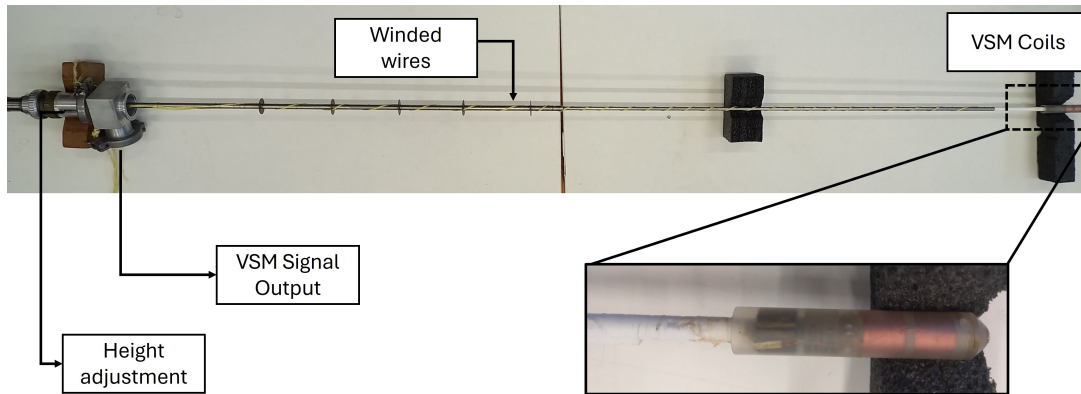 Winded
wires
VSM Coils
VSM Signal
Output
Height
adjustment